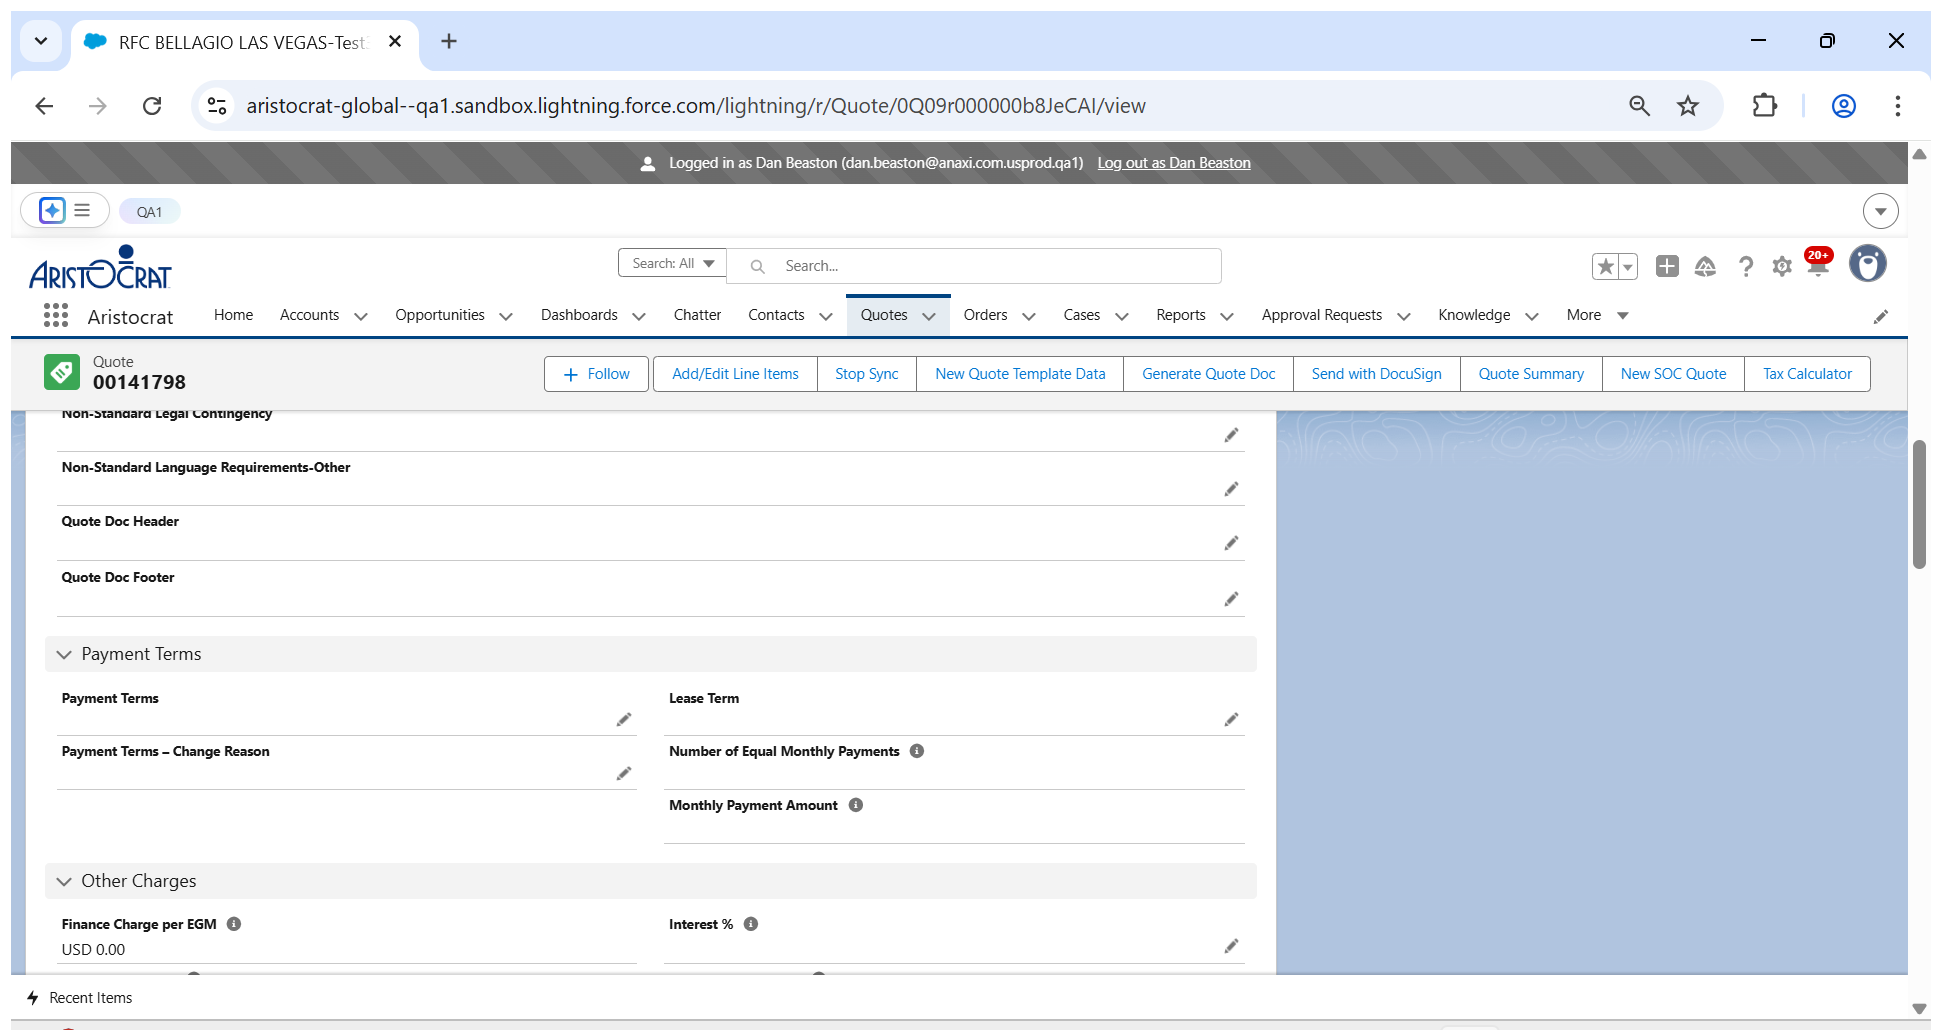 RFC BELLAGIO LAS VEGAS-Test
aristocrat-global--qa1.sandbox.lightning.force.com/lightning/r/Quote/0Q09r000000b8JeCAI/view
Logged in as Dan Beaston (dan.beaston@anaxi.com.usprod.qa1) Log out as Dan Beaston
QA1
ARISTOCRAT
Search: All
Search...
20+
Aristocrat Home Accounts Opportunities Dashboards Chatter Contacts Quotes Orders Cases Reports Approval Requests Knowledge More
Quote
00141798
Follow Add/Edit Line Items Stop Sync New Quote Template Data Generate Quote Doc Send with DocuSign Quote Summary New SOC Quote Tax Calculator
Non-Standard Legal Contingency
Non-Standard Language Requirements-Other
Quote Doc Header
Quote Doc Footer
Payment Terms
Payment Terms Lease Term
Payment Terms – Change Reason Number of Equal Monthly Payments
Monthly Payment Amount
Other Charges
Finance Charge per EGM Interest %
USD 0.00
Recent Items